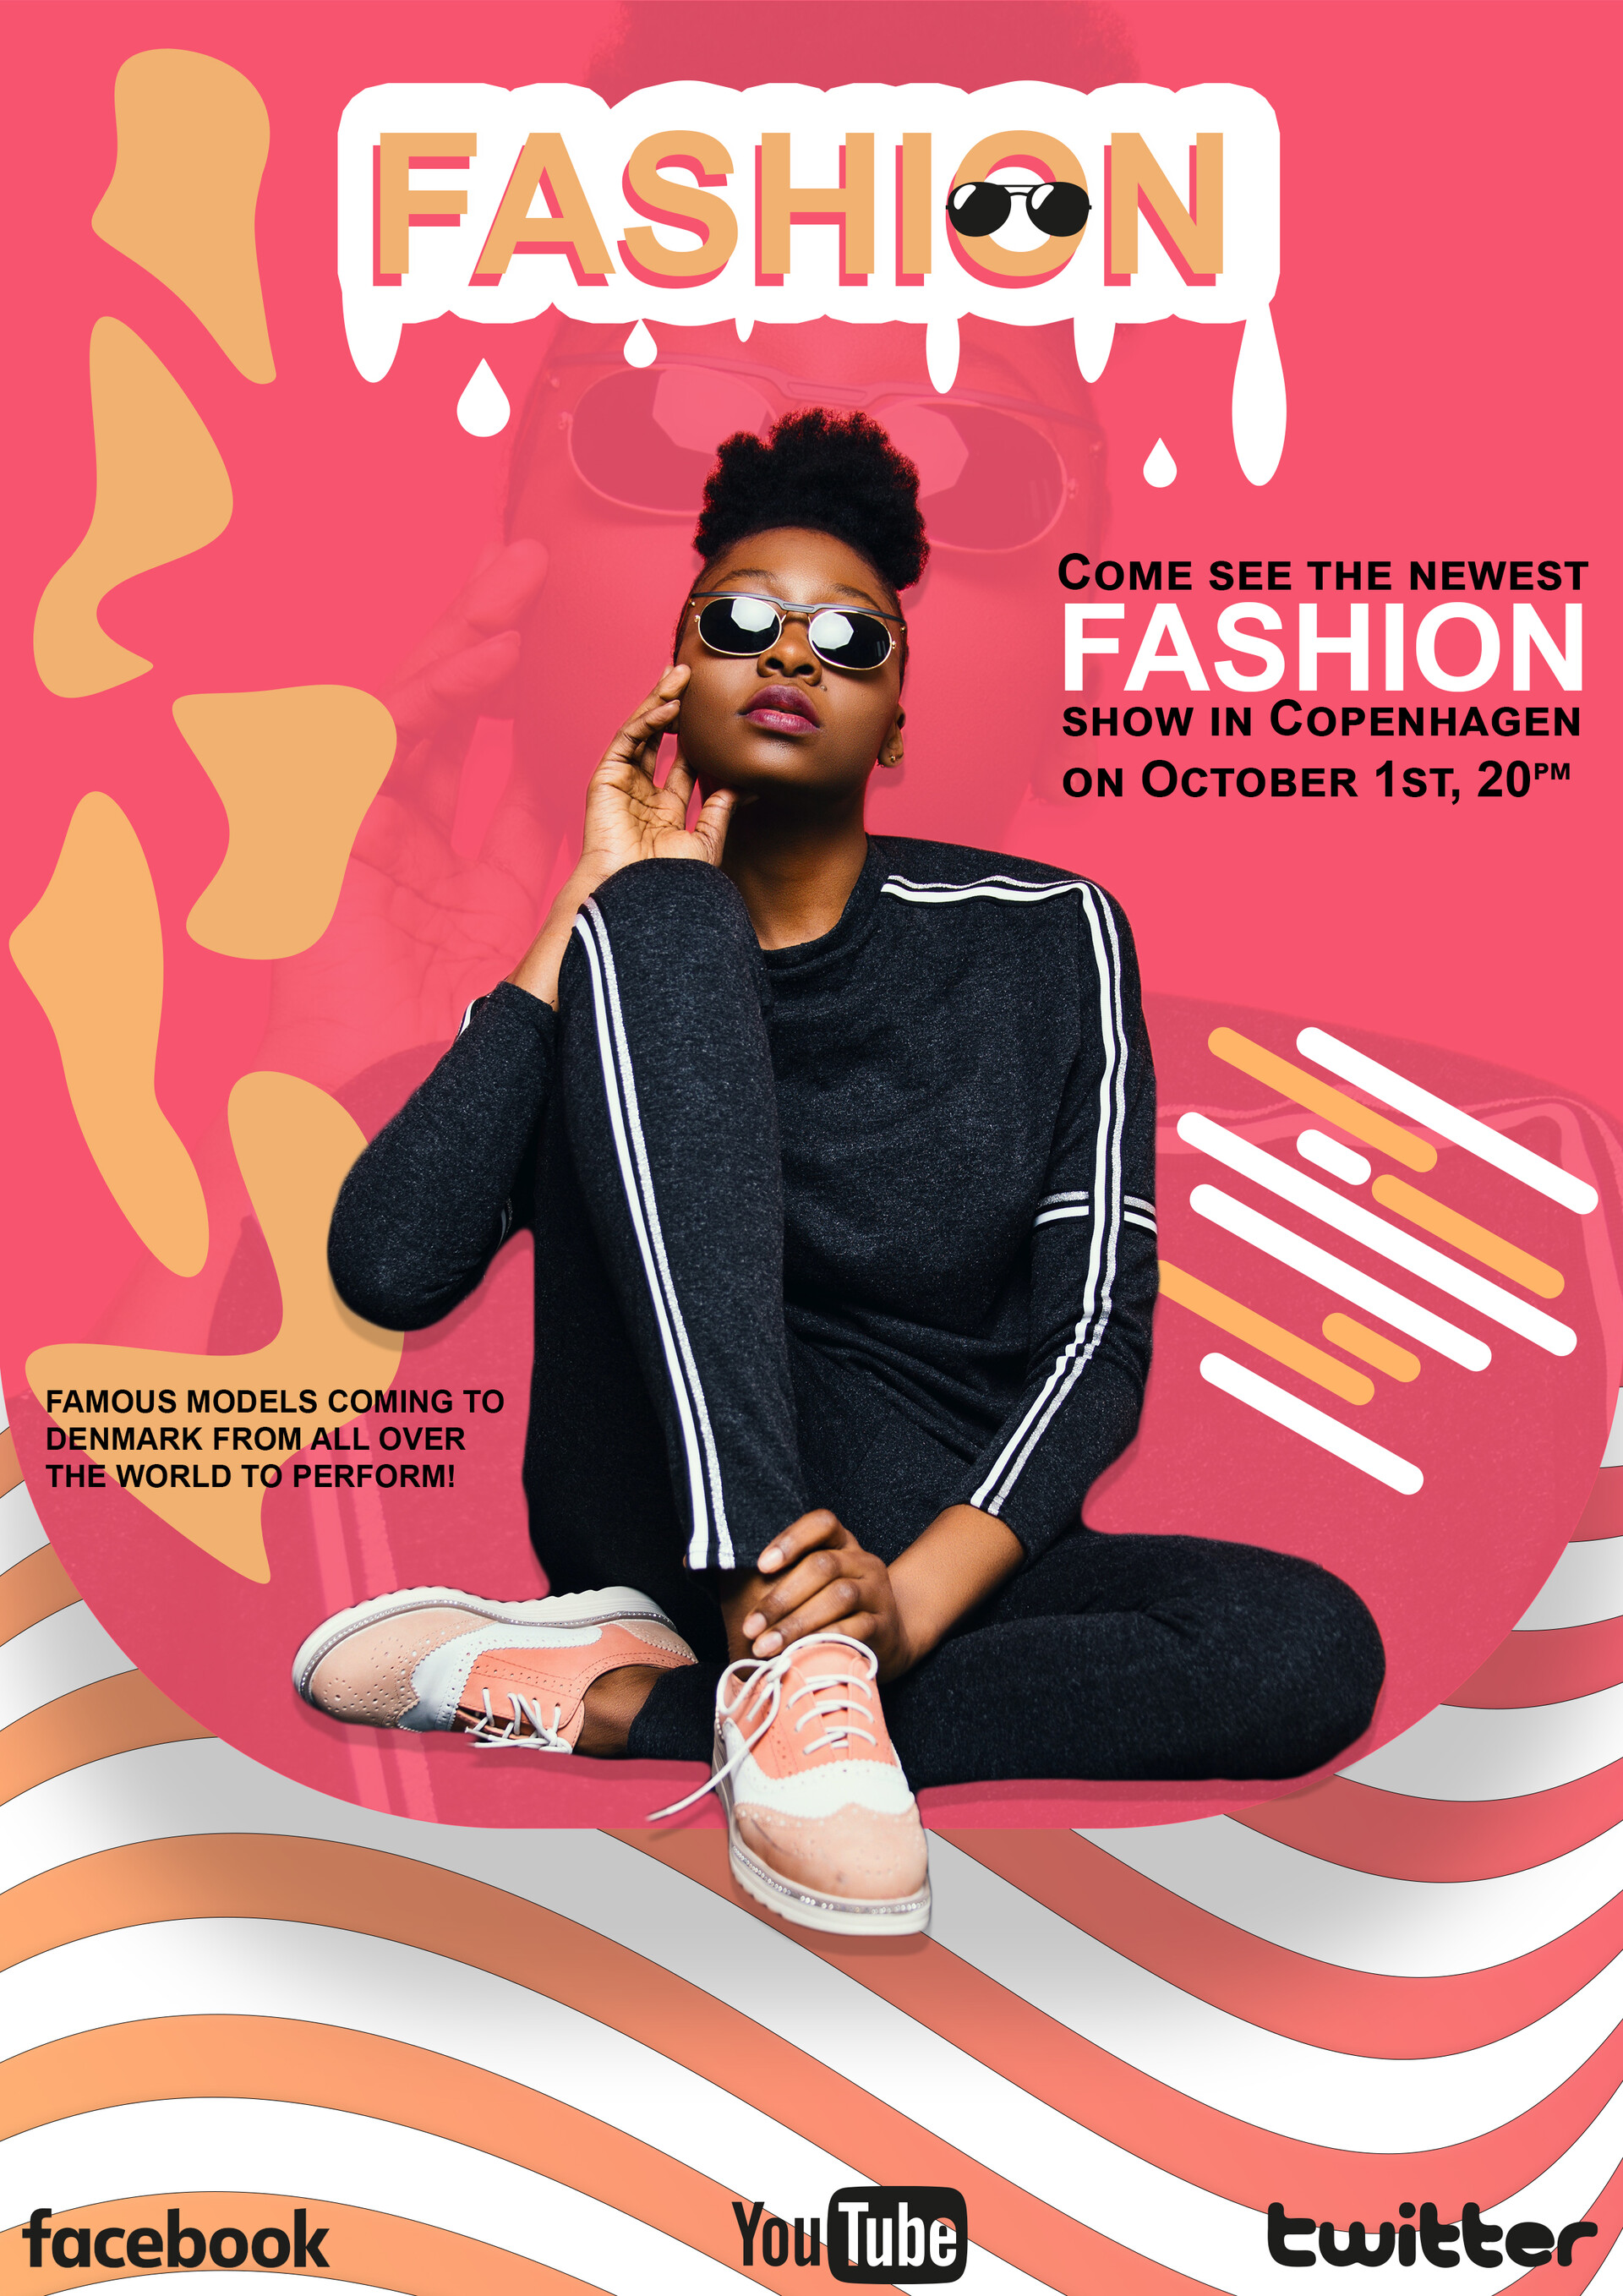 FASHION
Come see the newest
FASHION
show in Copenhagen
on October 1st, 20PM
FAMOUS MODELS COMING TO
DENMARK FROM ALL OVER
THE WORLD TO PERFORM!
facebook
YouTube
twitter